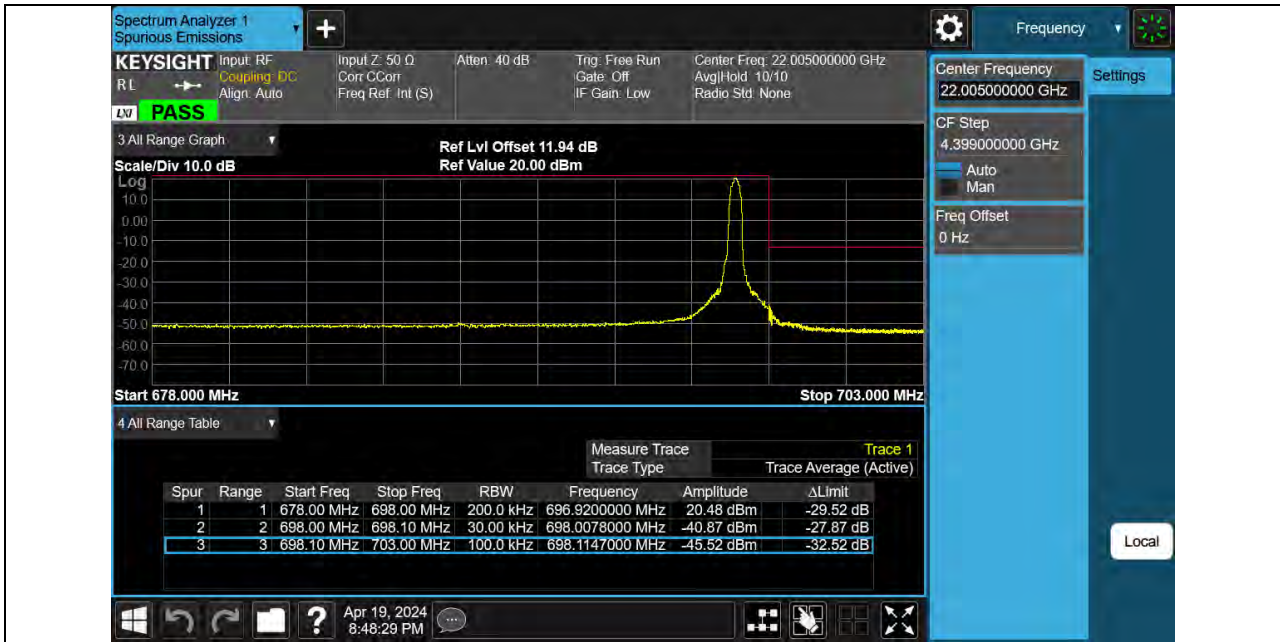 Spectrum Analyzer 1
Spurious Emissions
Frequency
KEYSIGHT
RL
LXI
PASS
Input: RF
Coupling: DC
Align: Auto
Input Z: 50 Ω
Corr CCorr
Freq Ref: Int (S)
Atten: 40 dB
Trig: Free Run
Gate: Off
IF Gain: Low
Center Freq: 22.005000000 GHz
Avg|Hold: 10/10
Radio Std: None
Center Frequency
22.005000000 GHz
Settings
CF Step
4.399000000 GHz
Auto
Man
Freq Offset
0 Hz
Local
3 All Range Graph
Scale/Div 10.0 dB
Ref Lvl Offset 11.94 dB
Ref Value 20.00 dBm
Log
10.0
0.00
-10.0
-20.0
-30.0
-40.0
-50.0
-60.0
-70.0
Start 678.000 MHz
Stop 703.000 MHz
4 All Range Table
Measure Trace Trace 1
Trace Type Trace Average (Active)
Spur Range Start Freq Stop Freq RBW Frequency Amplitude ΔLimit
1 1 678.00 MHz 698.00 MHz 200.0 kHz 696.9200000 MHz 20.48 dBm -29.52 dB
2 2 698.00 MHz 698.10 MHz 30.00 kHz 698.0078000 MHz -40.87 dBm -27.87 dB
3 3 698.10 MHz 703.00 MHz 100.0 kHz 698.1147000 MHz -45.52 dBm -32.52 dB
Apr 19, 2024
8:48:29 PM